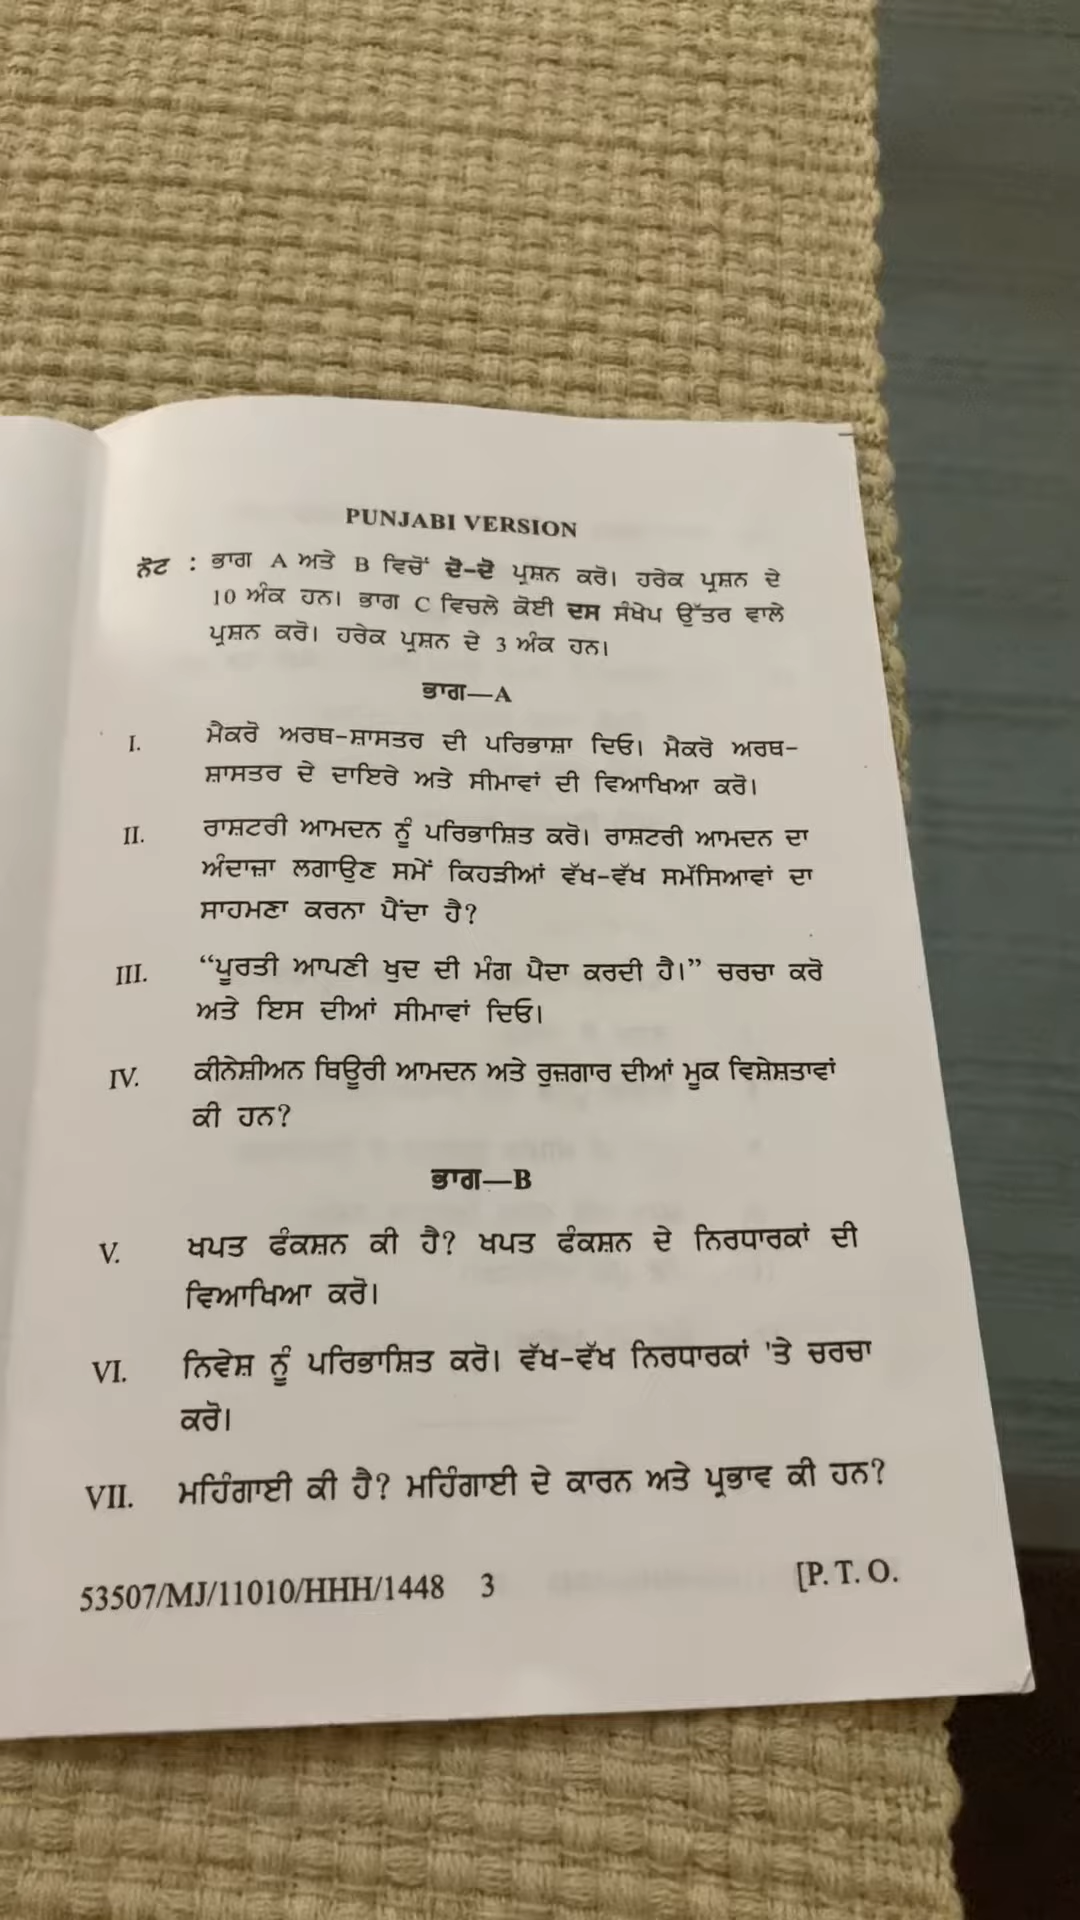 PUNJABI VERSION
ਨੋਟ : ਭਾਗ A ਅਤੇ B ਵਿਚੋਂ ਦੋ-ਦੋ ਪ੍ਰਸ਼ਨ ਕਰੋ। ਹਰੇਕ ਪ੍ਰਸ਼ਨ ਦੇ
10 ਅੰਕ ਹਨ। ਭਾਗ C ਵਿਚਲੇ ਕੋਈ ਦਸ ਸੰਖੇਪ ਉੱਤਰ ਵਾਲੇ
ਪ੍ਰਸ਼ਨ ਕਰੋ। ਹਰੇਕ ਪ੍ਰਸ਼ਨ ਦੇ 3 ਅੰਕ ਹਨ।
ਭਾਗ—A
I. ਮੈਕਰੋ ਅਰਥ-ਸ਼ਾਸਤਰ ਦੀ ਪਰਿਭਾਸ਼ਾ ਦਿਓ। ਮੈਕਰੋ ਅਰਥ-
ਸ਼ਾਸਤਰ ਦੇ ਦਾਇਰੇ ਅਤੇ ਸੀਮਾਵਾਂ ਦੀ ਵਿਆਖਿਆ ਕਰੋ।
II. ਰਾਸ਼ਟਰੀ ਆਮਦਨ ਨੂੰ ਪਰਿਭਾਸ਼ਿਤ ਕਰੋ। ਰਾਸ਼ਟਰੀ ਆਮਦਨ ਦਾ
ਅੰਦਾਜ਼ਾ ਲਗਾਉਣ ਸਮੇਂ ਕਿਹੜੀਆਂ ਵੱਖ-ਵੱਖ ਸਮੱਸਿਆਵਾਂ ਦਾ
ਸਾਹਮਣਾ ਕਰਨਾ ਪੈਂਦਾ ਹੈ?
III. “ਪੂਰਤੀ ਆਪਣੀ ਖੁਦ ਦੀ ਮੰਗ ਪੈਦਾ ਕਰਦੀ ਹੈ।” ਚਰਚਾ ਕਰੋ
ਅਤੇ ਇਸ ਦੀਆਂ ਸੀਮਾਵਾਂ ਦਿਓ।
IV. ਕੀਨੇਸ਼ੀਅਨ ਥਿਊਰੀ ਆਮਦਨ ਅਤੇ ਰੁਜ਼ਗਾਰ ਦੀਆਂ ਮੂਕ ਵਿਸ਼ੇਸ਼ਤਾਵਾਂ
ਕੀ ਹਨ?
ਭਾਗ—B
V. ਖਪਤ ਫੰਕਸ਼ਨ ਕੀ ਹੈ? ਖਪਤ ਫੰਕਸ਼ਨ ਦੇ ਨਿਰਧਾਰਕਾਂ ਦੀ
ਵਿਆਖਿਆ ਕਰੋ।
VI. ਨਿਵੇਸ਼ ਨੂੰ ਪਰਿਭਾਸ਼ਿਤ ਕਰੋ। ਵੱਖ-ਵੱਖ ਨਿਰਧਾਰਕਾਂ 'ਤੇ ਚਰਚਾ
ਕਰੋ।
VII. ਮਹਿੰਗਾਈ ਕੀ ਹੈ? ਮਹਿੰਗਾਈ ਦੇ ਕਾਰਨ ਅਤੇ ਪ੍ਰਭਾਵ ਕੀ ਹਨ?
53507/MJ/11010/HHH/1448 3 [P. T. O.